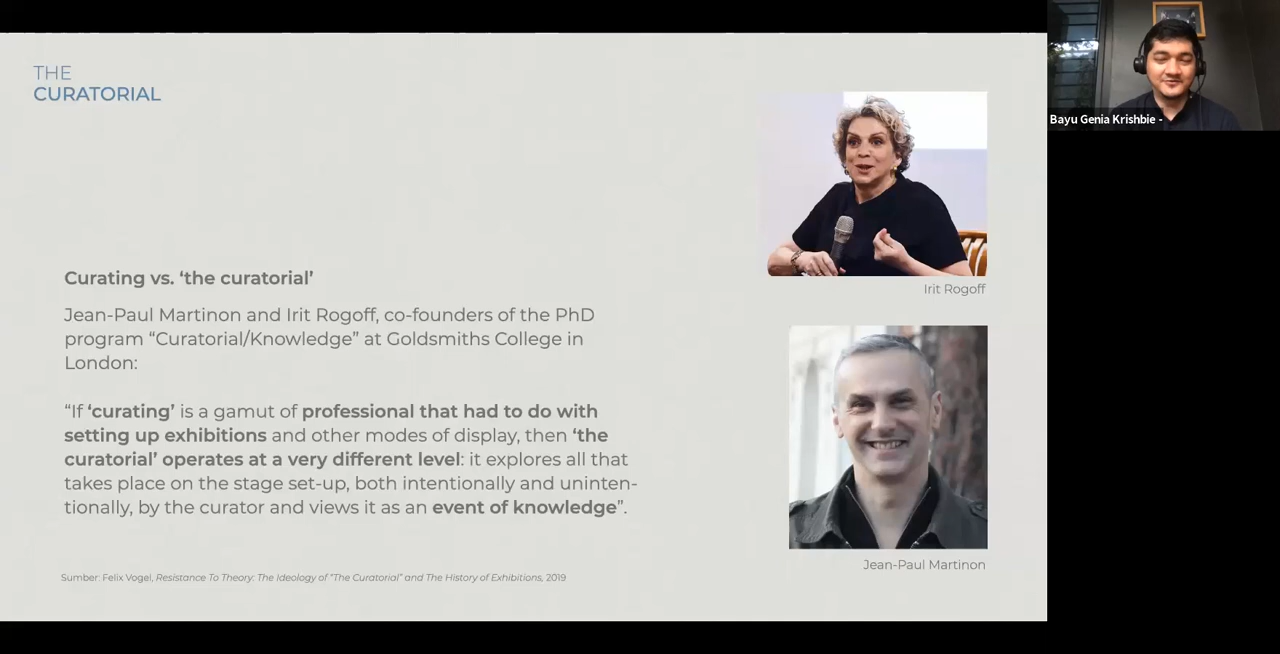 THE
CURATORIAL
Curating vs. ‘the curatorial’
Jean-Paul Martinon and Irit Rogoff, co-founders of the PhD
program “Curatorial/Knowledge” at Goldsmiths College in
London:
“If ‘curating’ is a gamut of professional that had to do with
setting up exhibitions and other modes of display, then ‘the
curatorial’ operates at a very different level: it explores all that
takes place on the stage set-up, both intentionally and uninten-
tionally, by the curator and views it as an event of knowledge”.
Sumber: Felix Vogel, Resistance To Theory: The Ideology of “The Curatorial” and The History of Exhibitions, 2019
Irit Rogoff
Jean-Paul Martinon
Bayu Genia Krishbie -